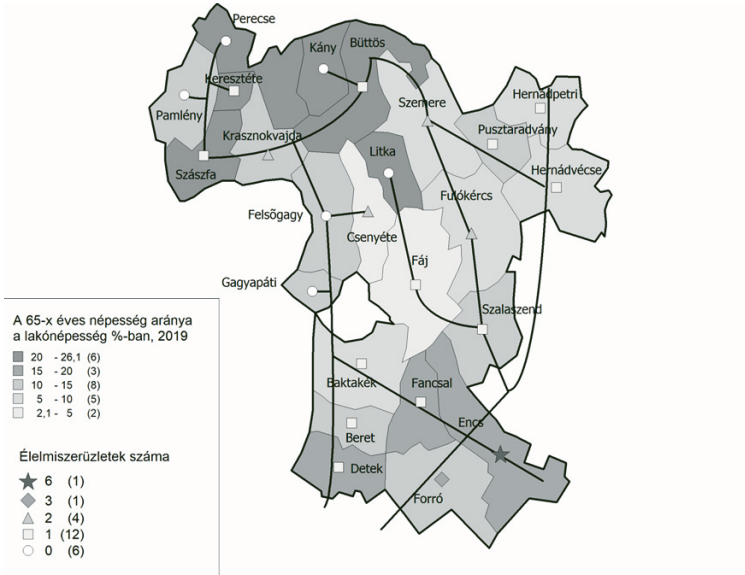 Perecse
Kány
Büttös
Keresztéte
Szemere
Hernádpetri
Pamlény
Krasznokvajda
Pusztaradvány
Litka
Hernádvécse
Szászfa
Fulókércs
Felsõgagy
Csenyéte
Fáj
Gagyapáti
Szalaszend
A 65-x éves népesség aránya
a lakónépesség %-ban, 2019
20 - 26,1 (6)
15 - 20 (3)
10 - 15 (8)
5 - 10 (5)
2,1 - 5 (2)
Baktakék
Fancsal
Encs
Beret
Detek
Forró
Élelmiszerüzletek száma
6 (1)
3 (1)
2 (4)
1 (12)
0 (6)